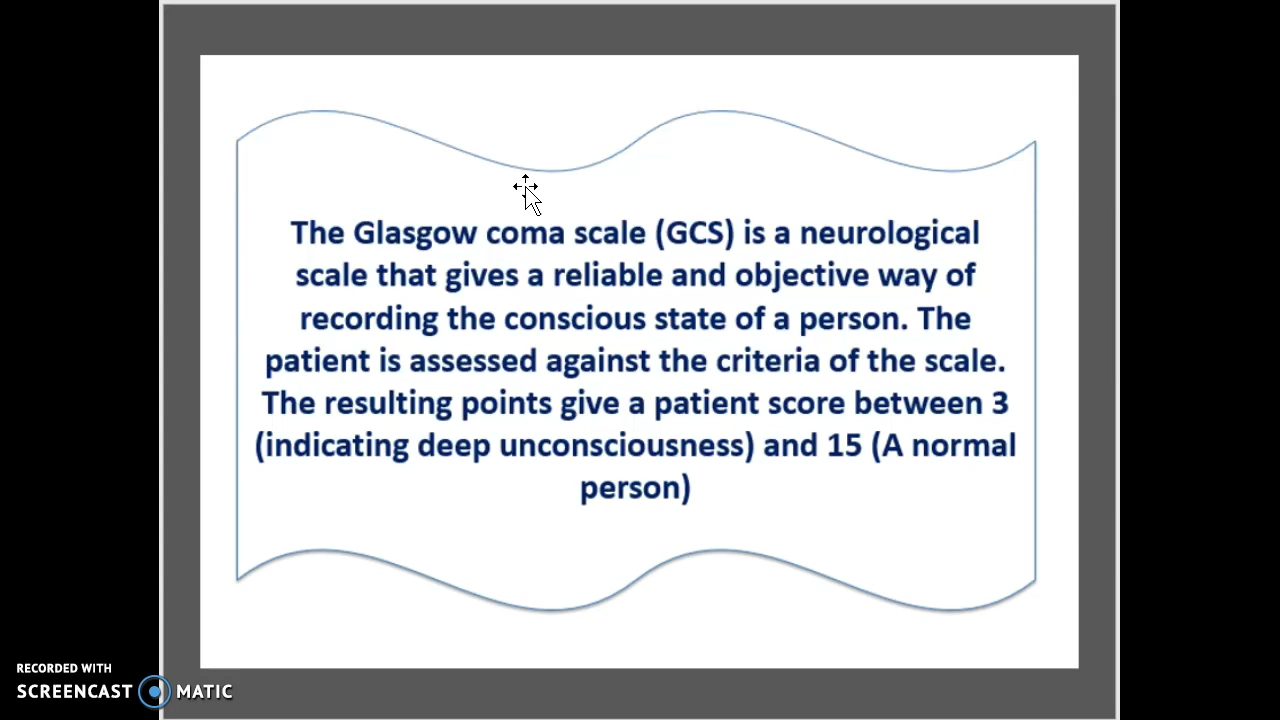 The Glasgow coma scale (GCS) is a neurological
scale that gives a reliable and objective way of
recording the conscious state of a person. The
patient is assessed against the criteria of the scale.
The resulting points give a patient score between 3
(indicating deep unconsciousness) and 15 (A normal
person)
RECORDED WITH
SCREENCAST MATIC